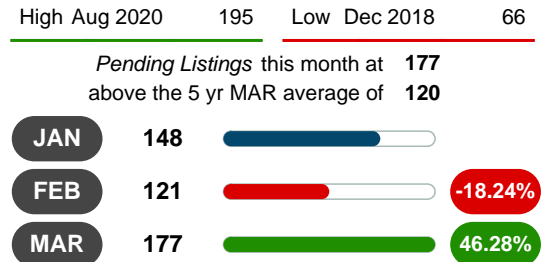 High Aug 2020 195 Low Dec 2018 66
Pending Listings this month at 177
above the 5 yr MAR average of 120
JAN 148
FEB 121 -18.24%
MAR 177 46.28%